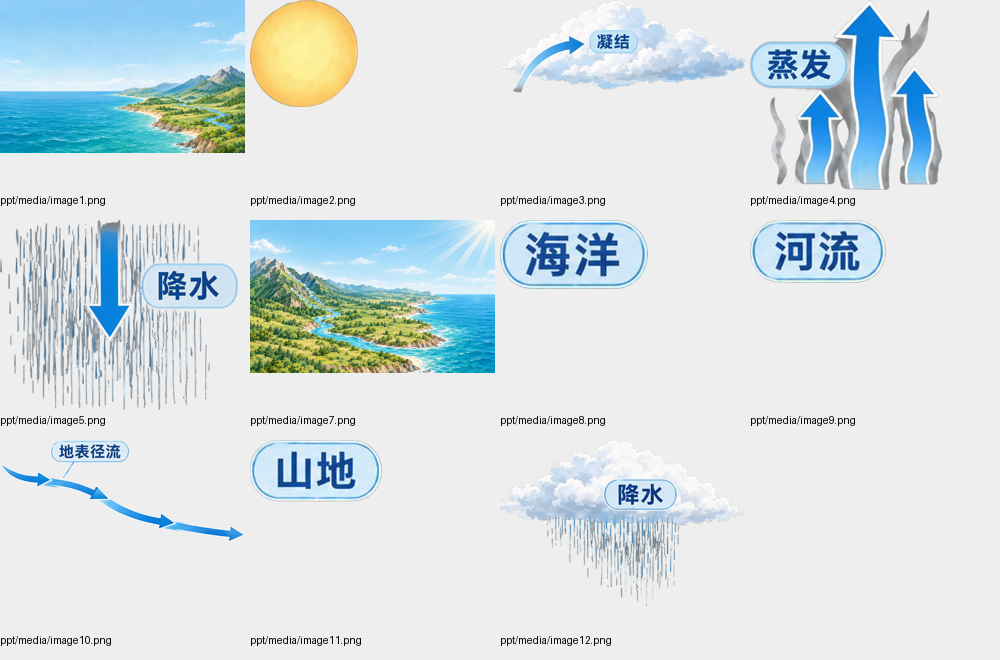 凝结
蒸发
ppt/media/image1.png
ppt/media/image2.png
ppt/media/image3.png
ppt/media/image4.png
降水
海洋
河流
ppt/media/image5.png
ppt/media/image7.png
ppt/media/image8.png
ppt/media/image9.png
地表径流
山地
降水
ppt/media/image10.png
ppt/media/image11.png
ppt/media/image12.png